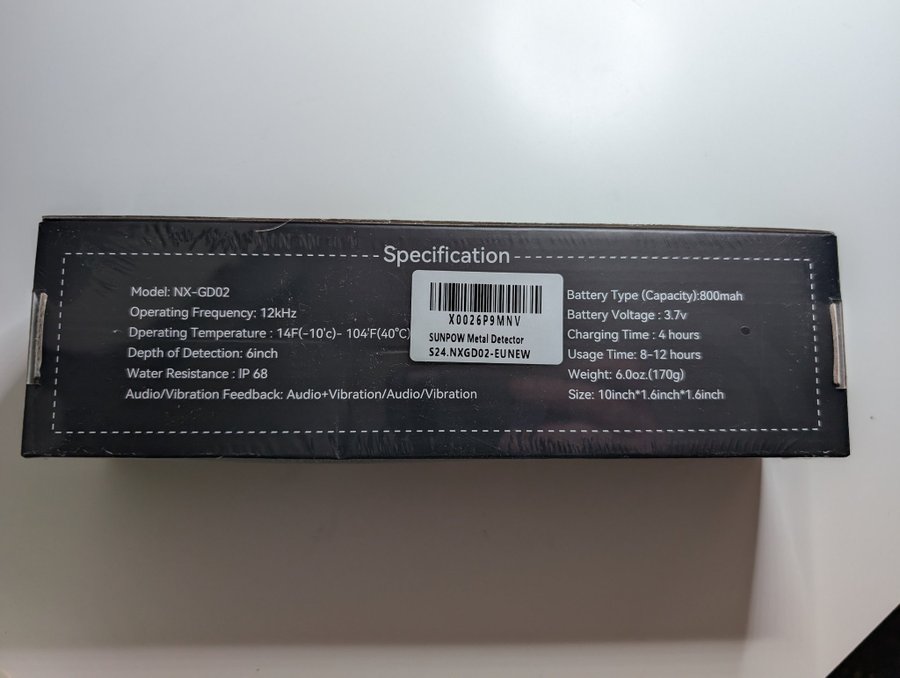 Specification
Model: NX-GD02
Operating Frequency: 12kHz
Dperating Temperature : 14F(-10°c)- 104°F(40°C)
Depth of Detection: 6inch
Water Resistance : IP 68
Audio/Vibration Feedback: Audio+Vibration/Audio/Vibration
X0026P9MNV
SUNPOW Metal Detector
S24.NXGD02-EUNEW
Battery Type (Capacity):800mah
Battery Voltage : 3.7v
Charging Time : 4 hours
Usage Time: 8-12 hours
Weight: 6.0oz.(170g)
Size: 10inch*1.6inch*1.6inch